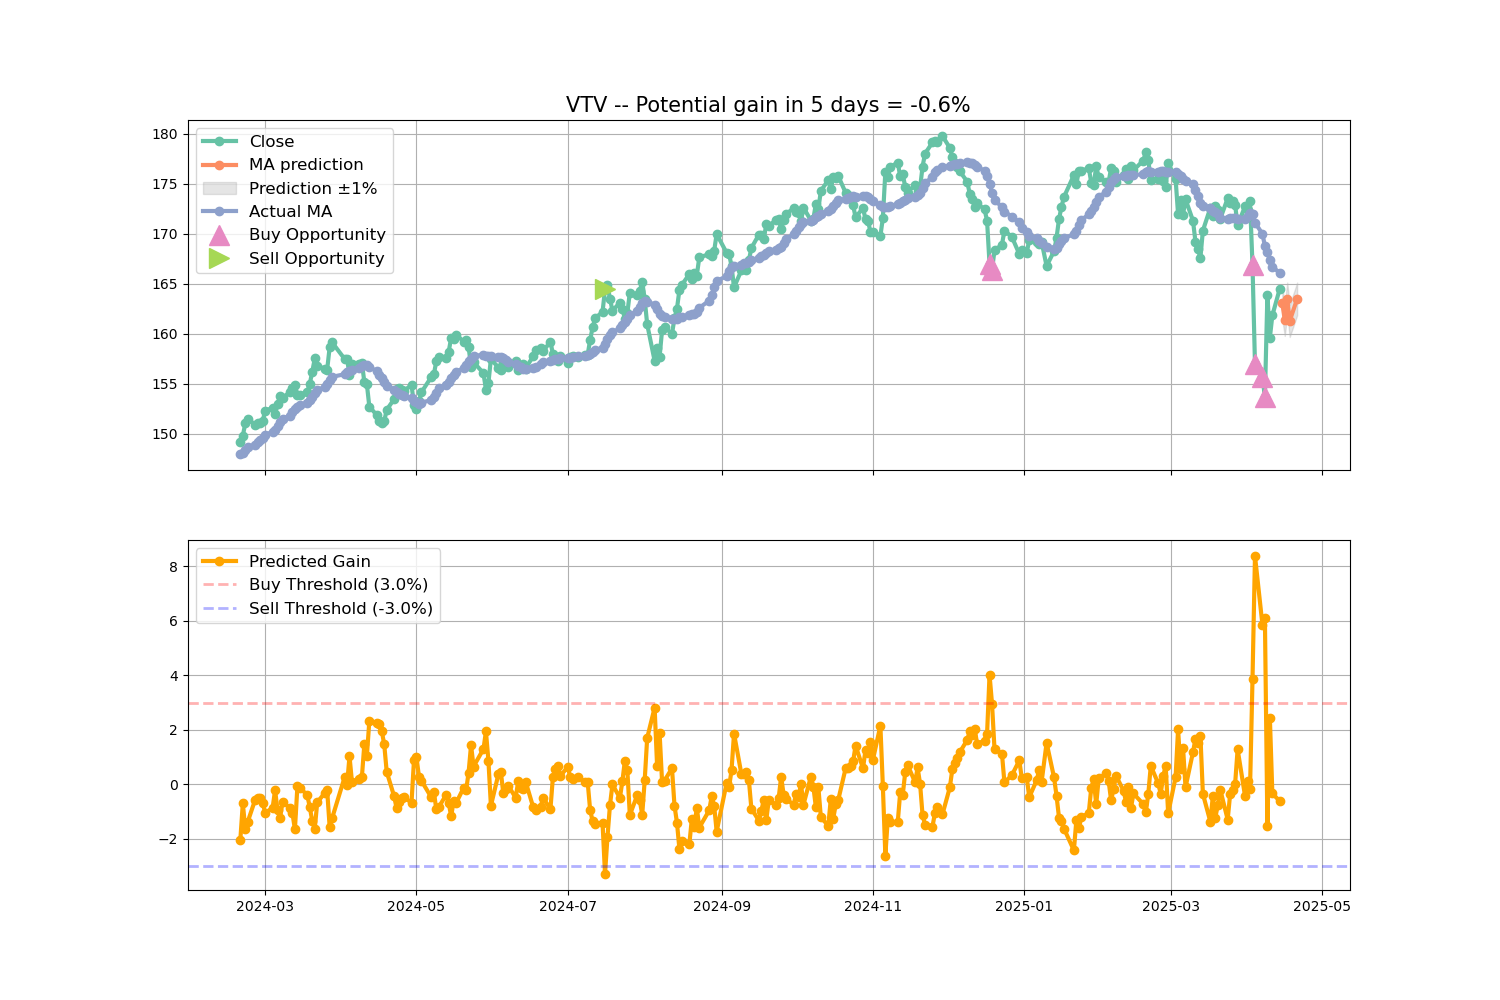 VTV -- Potential gain in 5 days = -0.6%
Close
MA prediction
Prediction ±1%
Actual MA
Buy Opportunity
Sell Opportunity
180
175
170
165
160
155
150
Predicted Gain
Buy Threshold (3.0%)
Sell Threshold (-3.0%)
8
6
4
2
0
−2
2024-03 2024-05 2024-07 2024-09 2024-11 2025-01 2025-03 2025-05